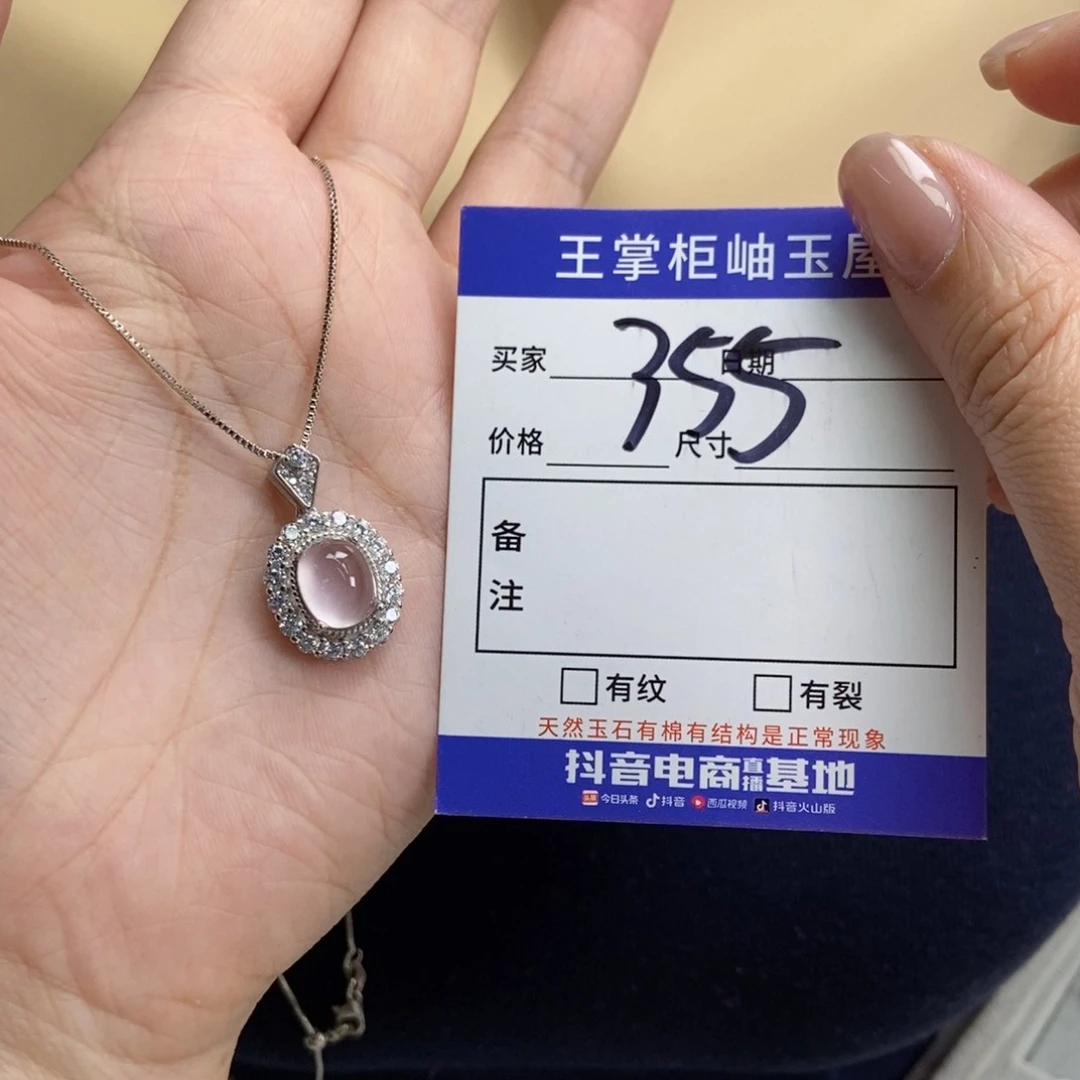 王掌柜岫玉屋
355
买家 日期
价格 尺寸
备
注
有纹 有裂
天然玉石有棉有结构是正常现象
抖音电商直播基地
头条 今日头条 抖音 西瓜视频 抖音火山版